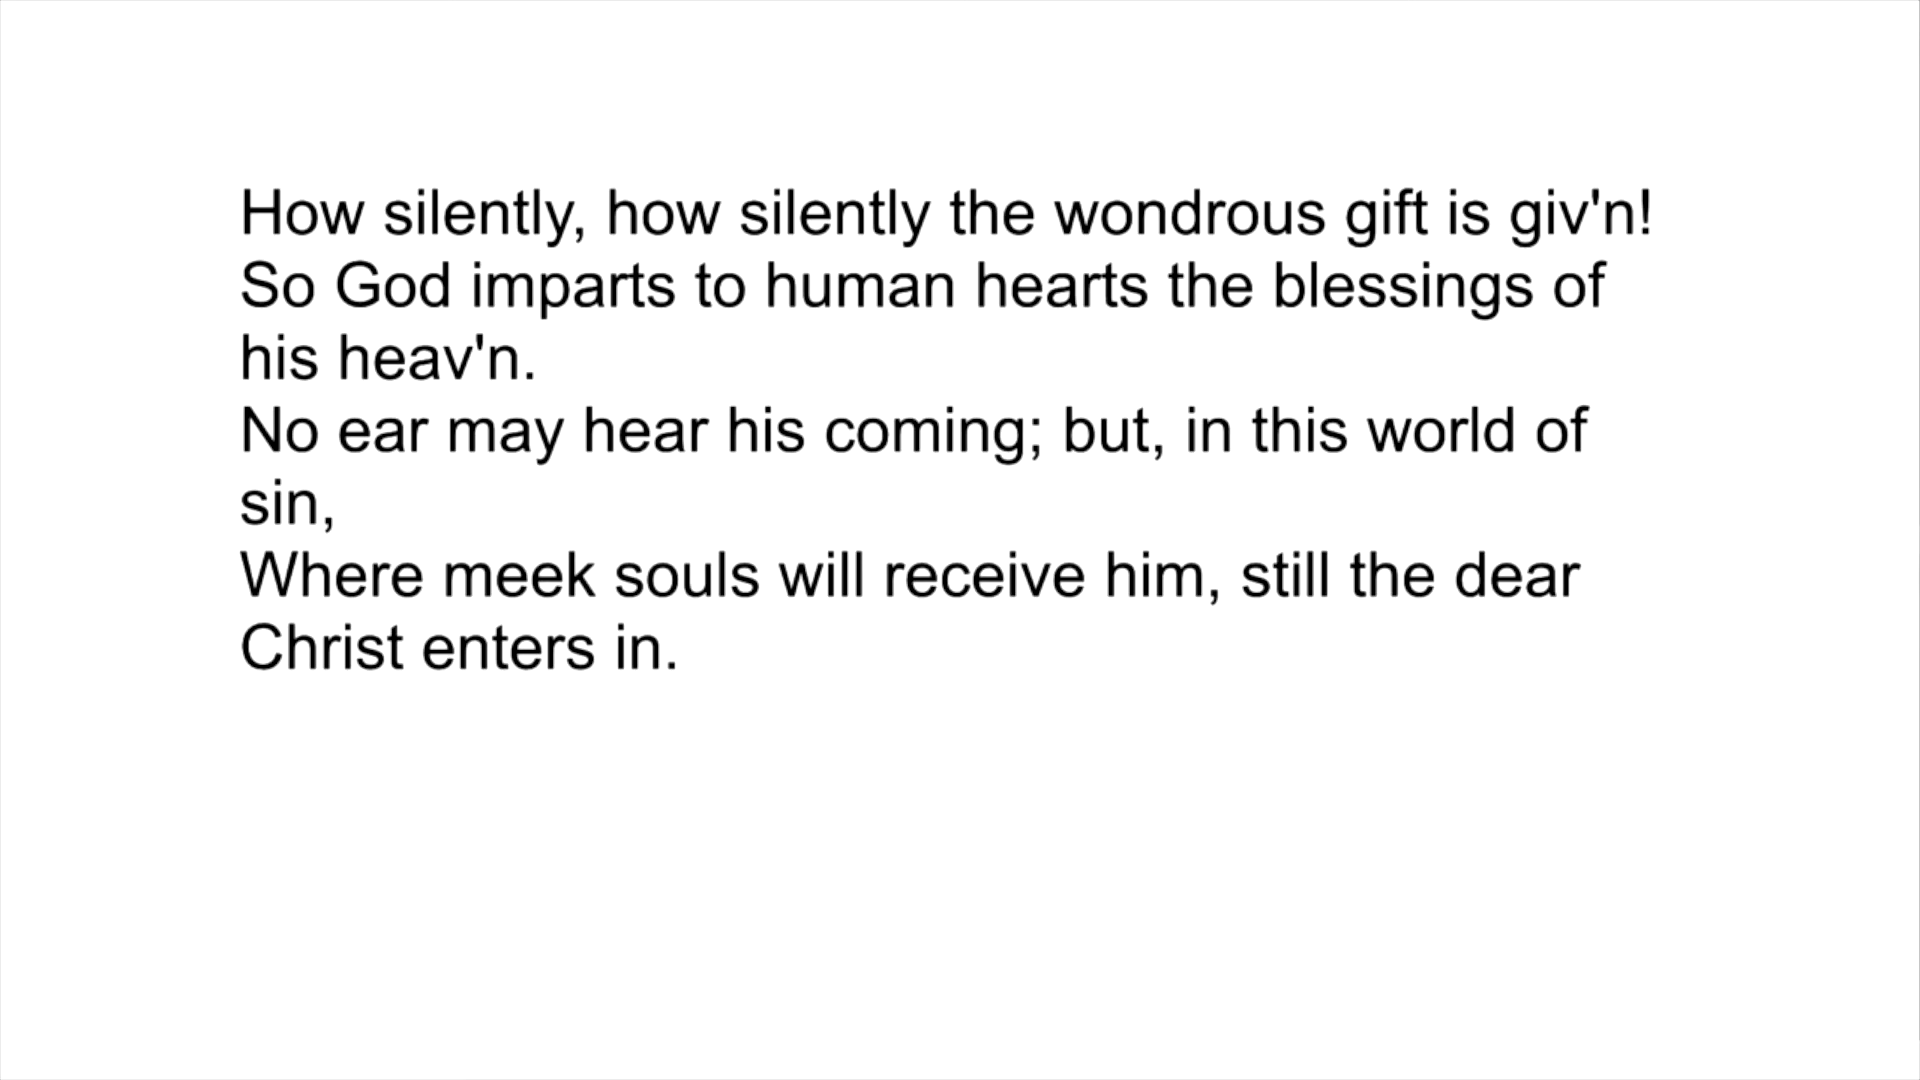 How silently, how silently the wondrous gift is giv'n!
So God imparts to human hearts the blessings of
his heav'n.
No ear may hear his coming; but, in this world of
sin,
Where meek souls will receive him, still the dear
Christ enters in.